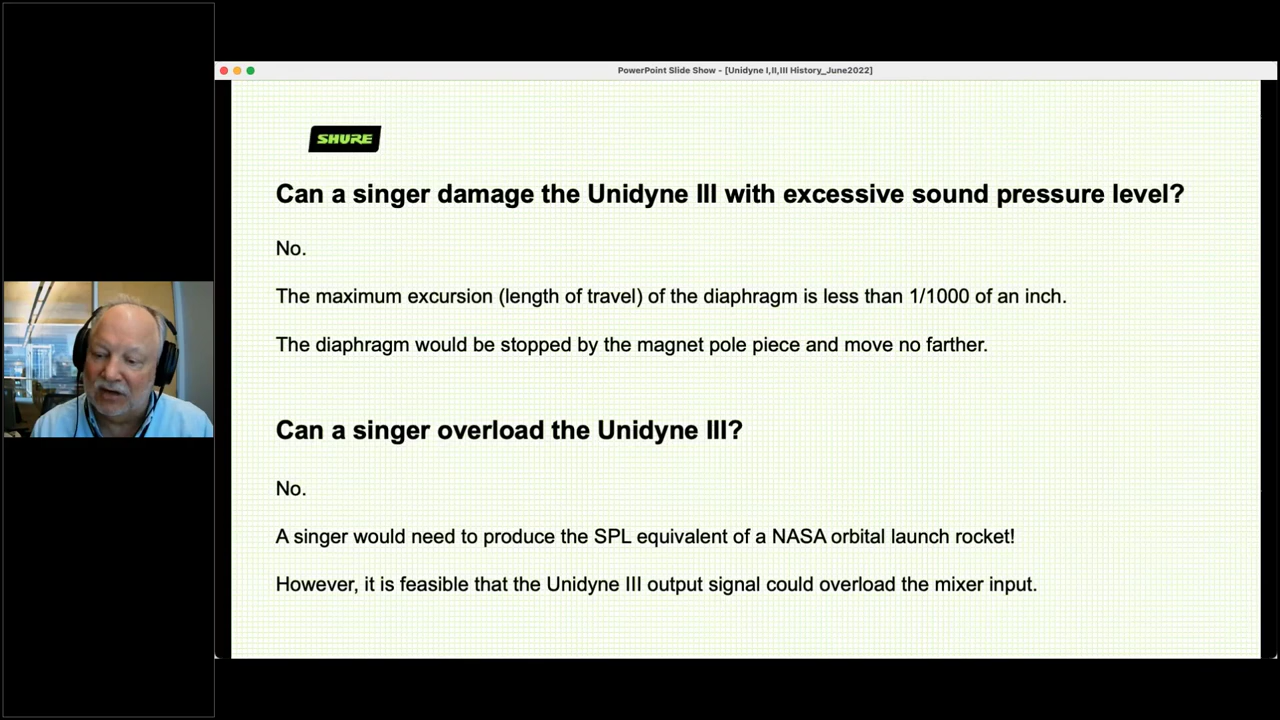 PowerPoint Slide Show - [Unidyne I,II,III History_June2022]
SHURE
Can a singer damage the Unidyne III with excessive sound pressure level?
No.
The maximum excursion (length of travel) of the diaphragm is less than 1/1000 of an inch.
The diaphragm would be stopped by the magnet pole piece and move no farther.
Can a singer overload the Unidyne III?
No.
A singer would need to produce the SPL equivalent of a NASA orbital launch rocket!
However, it is feasible that the Unidyne III output signal could overload the mixer input.